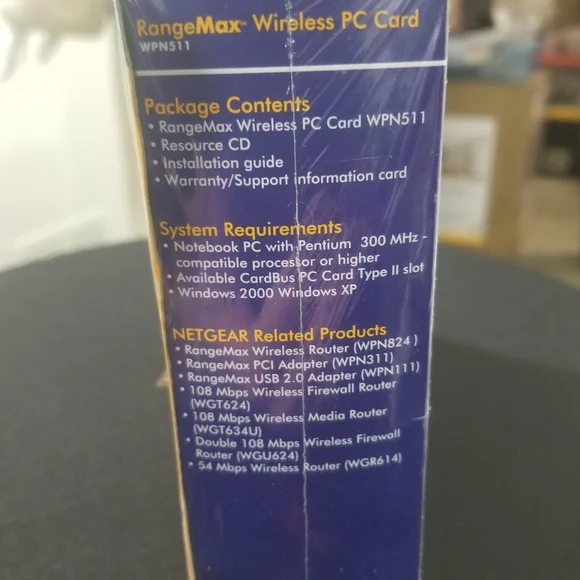 RangeMax™ Wireless PC Card
WPN511
Package Contents
• RangeMax Wireless PC Card WPN511
• Resource CD
• Installation guide
• Warranty/Support information card
System Requirements
• Notebook PC with Pentium 300 MHz -
compatible processor or higher
• Available CardBus PC Card Type II slot
• Windows 2000 Windows XP
NETGEAR Related Products
• RangeMax Wireless Router (WPN824 )
• RangeMax PCI Adapter (WPN311)
• RangeMax USB 2.0 Adapter (WPN111)
• 108 Mbps Wireless Firewall Router
(WGT624)
• 108 Mbps Wireless Media Router
(WGT634U)
• Double 108 Mbps Wireless Firewall
Router (WGU624)
• 54 Mbps Wireless Router (WGR614)